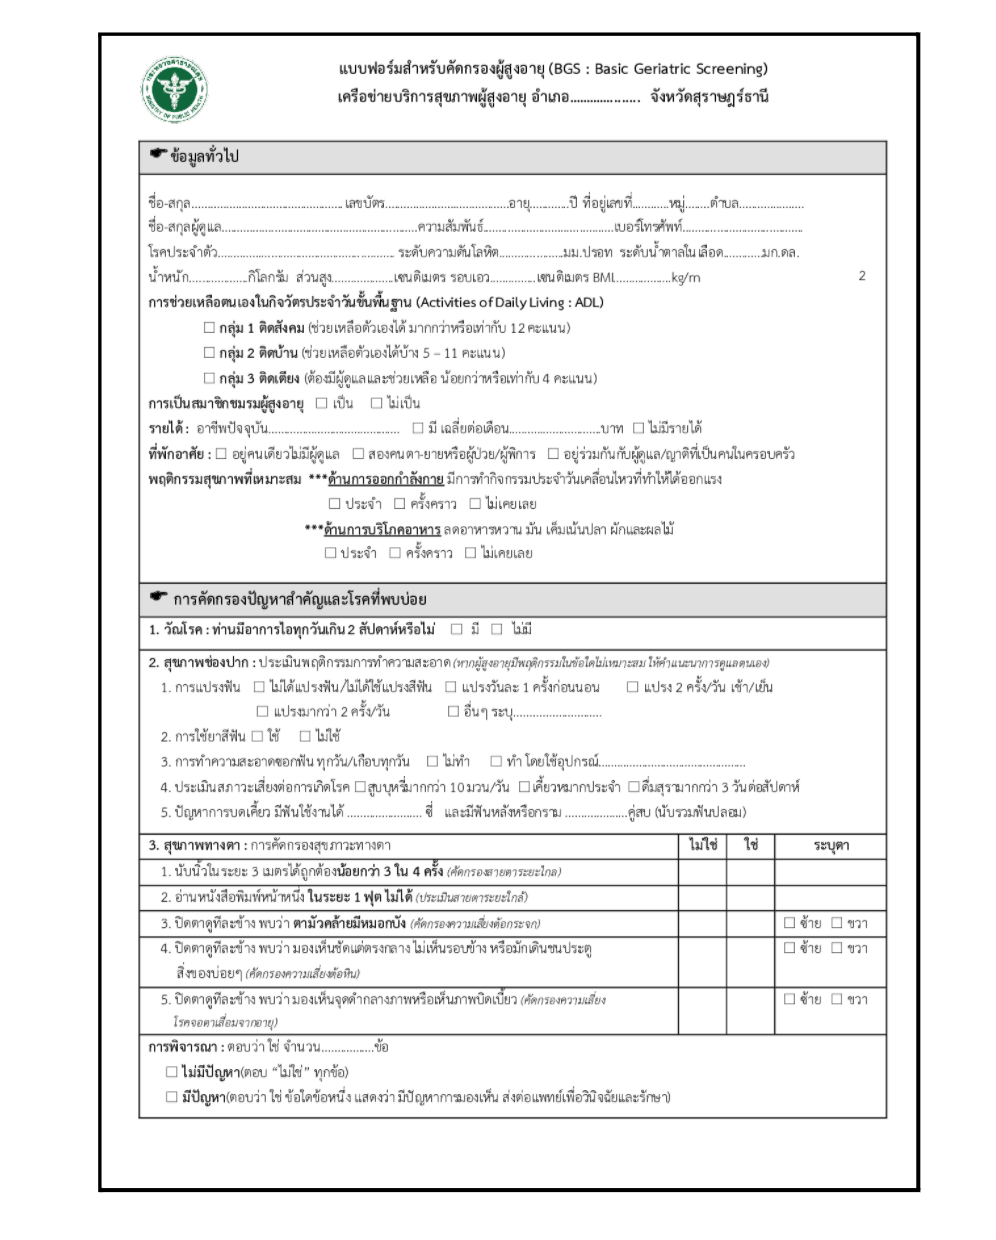 แบบฟอร์มสำหรับคัดกรองผู้สูงอายุ (BGS : Basic Geriatric Screening)
เครือข่ายบริการสุขภาพผู้สูงอายุ อำเภอ..................... จังหวัดสุราษฎร์ธานี
☛ ข้อมูลทั่วไป
ชื่อ-สกุล.................................................. เลขบัตร.........................................อายุ.............ปี ที่อยู่เลขที่............หมู่........ตำบล.....................
ชื่อ-สกุลผู้ดูแล................................................................ความสัมพันธ์..........................................เบอร์โทรศัพท์.......................................
โรคประจำตัว......................................................... ระดับความดันโลหิต.....................มม.ปรอท ระดับน้ำตาลในเลือด.............มก.ดล.
น้ำหนัก...................กิโลกรัม ส่วนสูง....................เซนติเมตร รอบเอว...............เซนติเมตร BMI..................kg/m 2
การช่วยเหลือตนเองในกิจวัตรประจำวันขั้นพื้นฐาน (Activities of Daily Living : ADL)
☐ กลุ่ม 1 ติดสังคม (ช่วยเหลือตัวเองได้ มากกว่าหรือเท่ากับ 12 คะแนน)
☐ กลุ่ม 2 ติดบ้าน (ช่วยเหลือตัวเองได้บ้าง 5 – 11 คะแนน)
☐ กลุ่ม 3 ติดเตียง (ต้องมีผู้ดูแลและช่วยเหลือ น้อยกว่าหรือเท่ากับ 4 คะแนน)
การเป็นสมาชิกชมรมผู้สูงอายุ ☐ เป็น ☐ ไม่เป็น
รายได้ : อาชีพปัจจุบัน.......................................... ☐ มี เฉลี่ยต่อเดือน.............................บาท ☐ ไม่มีรายได้
ที่พักอาศัย : ☐ อยู่คนเดียวไม่มีผู้ดูแล ☐ สองคนตา-ยายหรือผู้ป่วย/ผู้พิการ ☐ อยู่ร่วมกันกับผู้ดูแล/ญาติที่เป็นคนในครอบครัว
พฤติกรรมสุขภาพที่เหมาะสม ***ด้านการออกกำลังกาย มีการทำกิจกรรมประจำวันเคลื่อนไหวที่ทำให้ได้ออกแรง
☐ ประจำ ☐ ครั้งคราว ☐ ไม่เคยเลย
***ด้านการบริโภคอาหาร ลดอาหารหวาน มัน เค็มเน้นปลา ผักและผลไม้
☐ ประจำ ☐ ครั้งคราว ☐ ไม่เคยเลย
☛ การคัดกรองปัญหาสำคัญและโรคที่พบบ่อย
1. วัณโรค : ท่านมีอาการไอทุกวันเกิน 2 สัปดาห์หรือไม่ ☐ มี ☐ ไม่มี
2. สุขภาพช่องปาก : ประเมินพฤติกรรมการทำความสะอาด (หากผู้สูงอายุมีพฤติกรรมในข้อใดไม่เหมาะสม ให้คำแนะนาการดูแลตนเอง)
1. การแปรงฟัน ☐ ไม่ได้แปรงฟัน/ไม่ได้ใช้แปรงสีฟัน ☐ แปรงวันละ 1 ครั้งก่อนนอน ☐ แปรง 2 ครั้ง/วัน เช้า/เย็น
☐ แปรงมากกว่า 2 ครั้ง/วัน ☐ อื่นๆ ระบุ............................
2. การใช้ยาสีฟัน ☐ ใช้ ☐ ไม่ใช้
3. การทำความสะอาดซอกฟัน ทุกวัน/เกือบทุกวัน ☐ ไม่ทำ ☐ ทำ โดยใช้อุปกรณ์..............................................
4. ประเมินสภาวะเสี่ยงต่อการเกิดโรค ☐สูบบุหรี่มากกว่า 10 มวน/วัน ☐เคี้ยวหมากประจำ ☐ดื่มสุรามากกว่า 3 วันต่อสัปดาห์
5. ปัญหาการบดเคี้ยว มีฟันใช้งานได้ ........................ ซี่ และมีฟันหลังหรือกราม ....................คู่สบ (นับรวมฟันปลอม)
3. สุขภาพทางตา : การคัดกรองสุขภาวะทางตา ไม่ใช่ ใช่ ระบุตา
1. นับนิ้วในระยะ 3 เมตรได้ถูกต้องน้อยกว่า 3 ใน 4 ครั้ง (คัดกรองสายตาระยะไกล)
2. อ่านหนังสือพิมพ์หน้าหนึ่ง ในระยะ 1 ฟุต ไม่ได้ (ประเมินสายตาระยะใกล้)
3. ปิดตาดูทีละข้าง พบว่า ตามัวคล้ายมีหมอกบัง (คัดกรองความเสี่ยงต้อกระจก) ☐ ซ้าย ☐ ขวา
4. ปิดตาดูทีละข้าง พบว่า มองเห็นชัดแต่ตรงกลาง ไม่เห็นรอบข้าง หรือมักเดินชนประตู ☐ ซ้าย ☐ ขวา
สิ่งของบ่อยๆ (คัดกรองความเสี่ยงต้อหิน)
5. ปิดตาดูทีละข้าง พบว่า มองเห็นจุดดำกลางภาพหรือเห็นภาพบิดเบี้ยว (คัดกรองความเสี่ยง ☐ ซ้าย ☐ ขวา
โรคจอตาเสื่อมจากอายุ)
การพิจารณา : ตอบว่า ใช่ จำนวน.................ข้อ
☐ ไม่มีปัญหา(ตอบ “ไม่ใช่” ทุกข้อ)
☐ มีปัญหา(ตอบว่า ใช่ ข้อใดข้อหนึ่ง แสดงว่า มีปัญหาการมองเห็น ส่งต่อแพทย์เพื่อวินิจฉัยและรักษา)